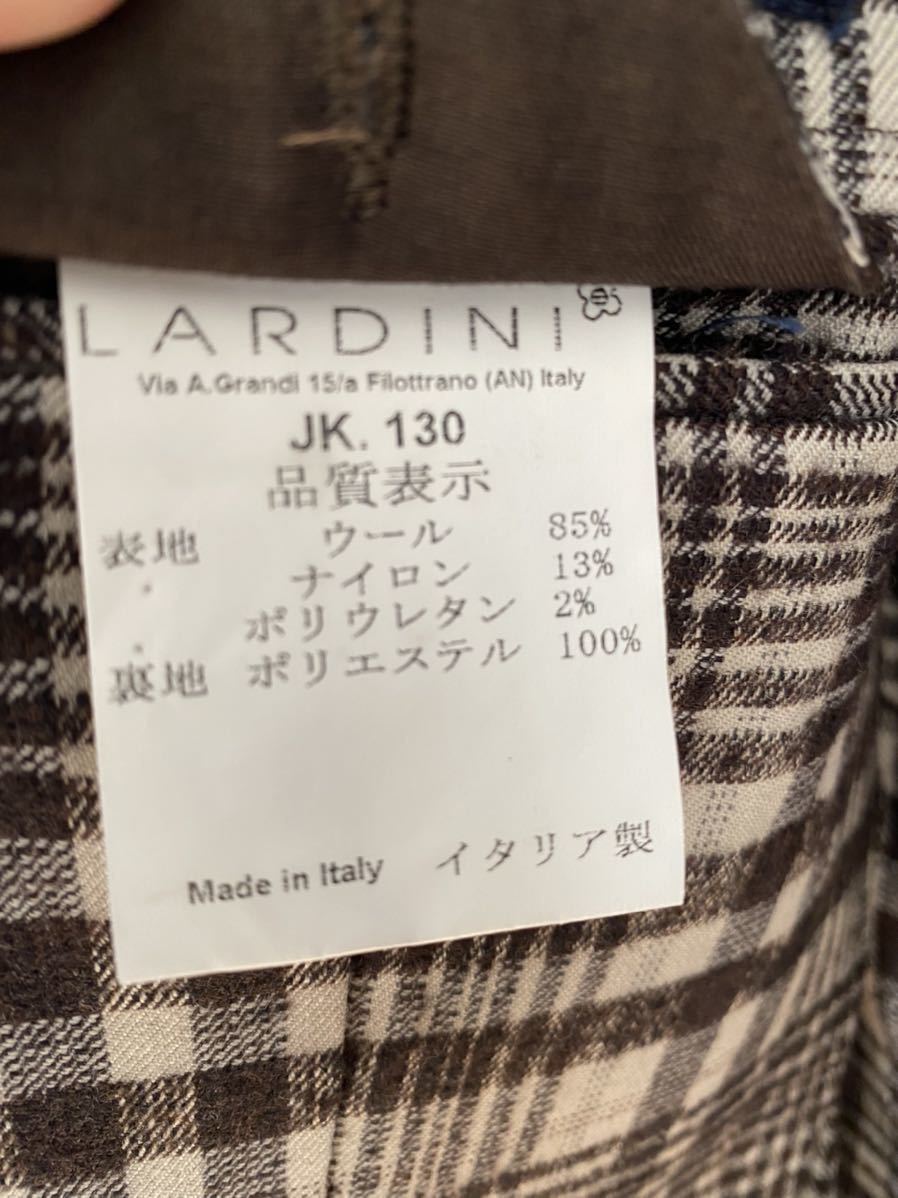 LARDINI
Via A.Grandi 15/a Filottrano (AN) Italy
JK. 130
品質表示
表地 ウール 85%
ナイロン 13%
ポリウレタン 2%
裏地 ポリエステル 100%
Made in Italy イタリア製